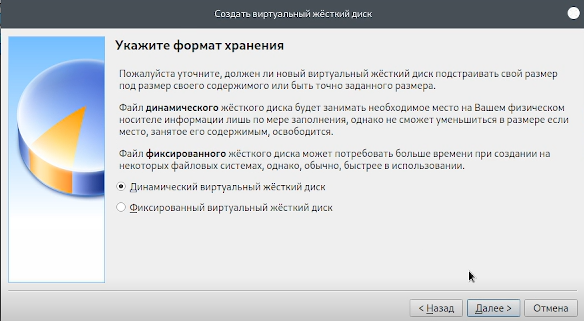 Создать виртуальный жёсткий диск
Укажите формат хранения
Пожалуйста уточните, должен ли новый виртуальный жёсткий диск подстраивать свой размер
под размер своего содержимого или быть точно заданного размера.
Файл динамического жёсткого диска будет занимать необходимое место на Вашем физическом
носителе информации лишь по мере заполнения, однако не сможет уменьшиться в размере если
место, занятое его содержимым, освободится.
Файл фиксированного жёсткого диска может потребовать больше времени при создании на
некоторых файловых системах, однако, обычно, быстрее в использовании.
Динамический виртуальный жёсткий диск
Фиксированный виртуальный жёсткий диск
< Назад
Далее >
Отмена